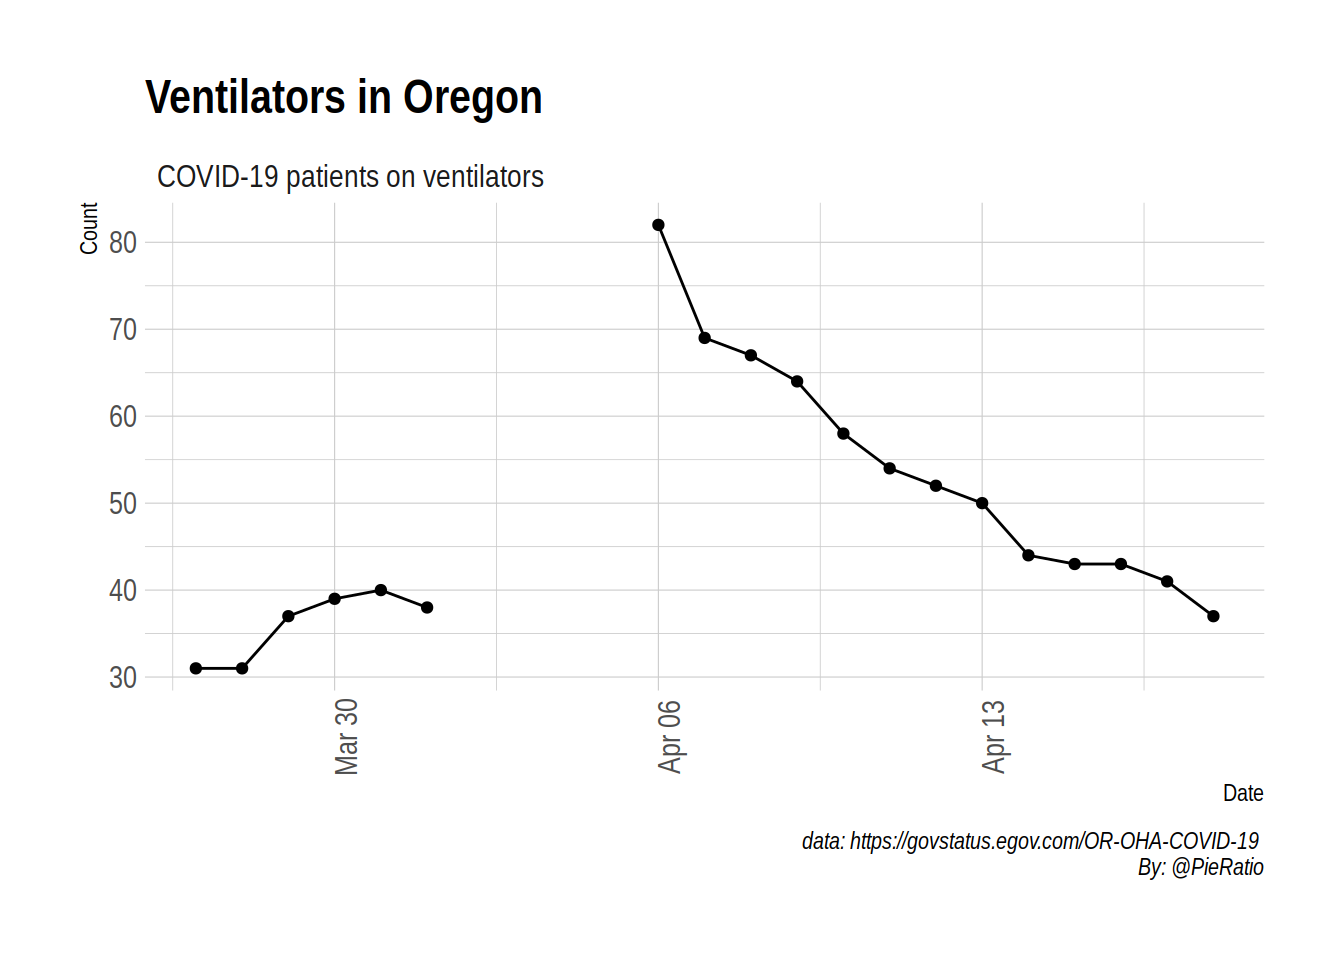 Ventilators in Oregon
COVID-19 patients on ventilators
Count
80
70
60
50
40
30
Mar 30
Apr 06
Apr 13
Date
data: https://govstatus.egov.com/OR-OHA-COVID-19
By: @PieRatio